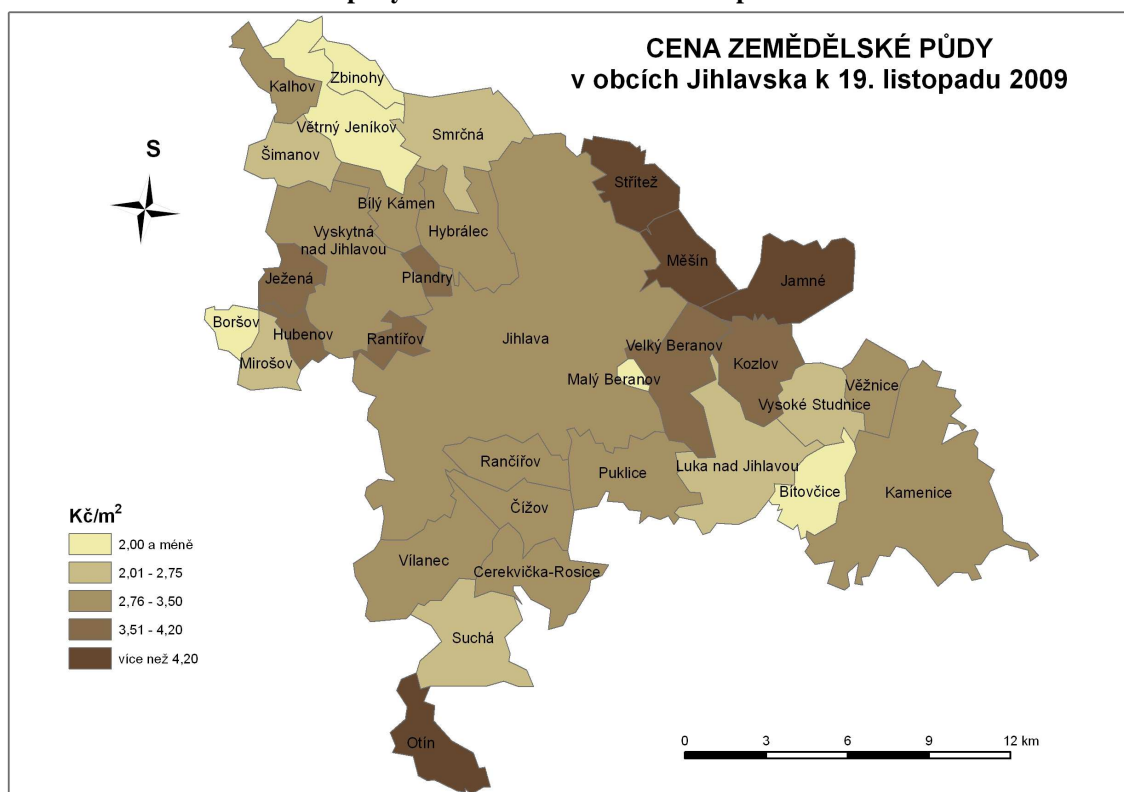 CENA ZEMĚDĚLSKÉ PŮDY
v obcích Jihlavska k 19. listopadu 2009
S
Zbinohy
Kalhov
Větrný Jeníkov
Smrčná
Šimanov
Střítež
Bílý Kámen
Vyskytná
nad Jihlavou
Hybrálec
Měšín
Ježená
Plandry
Jamné
Boršov
Hubenov
Rantířov
Jihlava
Velký Beranov
Kozlov
Mirošov
Malý Beranov
Věžnice
Vysoké Studnice
Rančířov
Puklice
Luka nad Jihlavou
Bítovčice
Kamenice
Čížov
Vílanec
Cerekvička-Rosice
Suchá
Otín
Kč/m²
2,00 a méně
2,01 - 2,75
2,76 - 3,50
3,51 - 4,20
více než 4,20
0 3 6 9 12 km